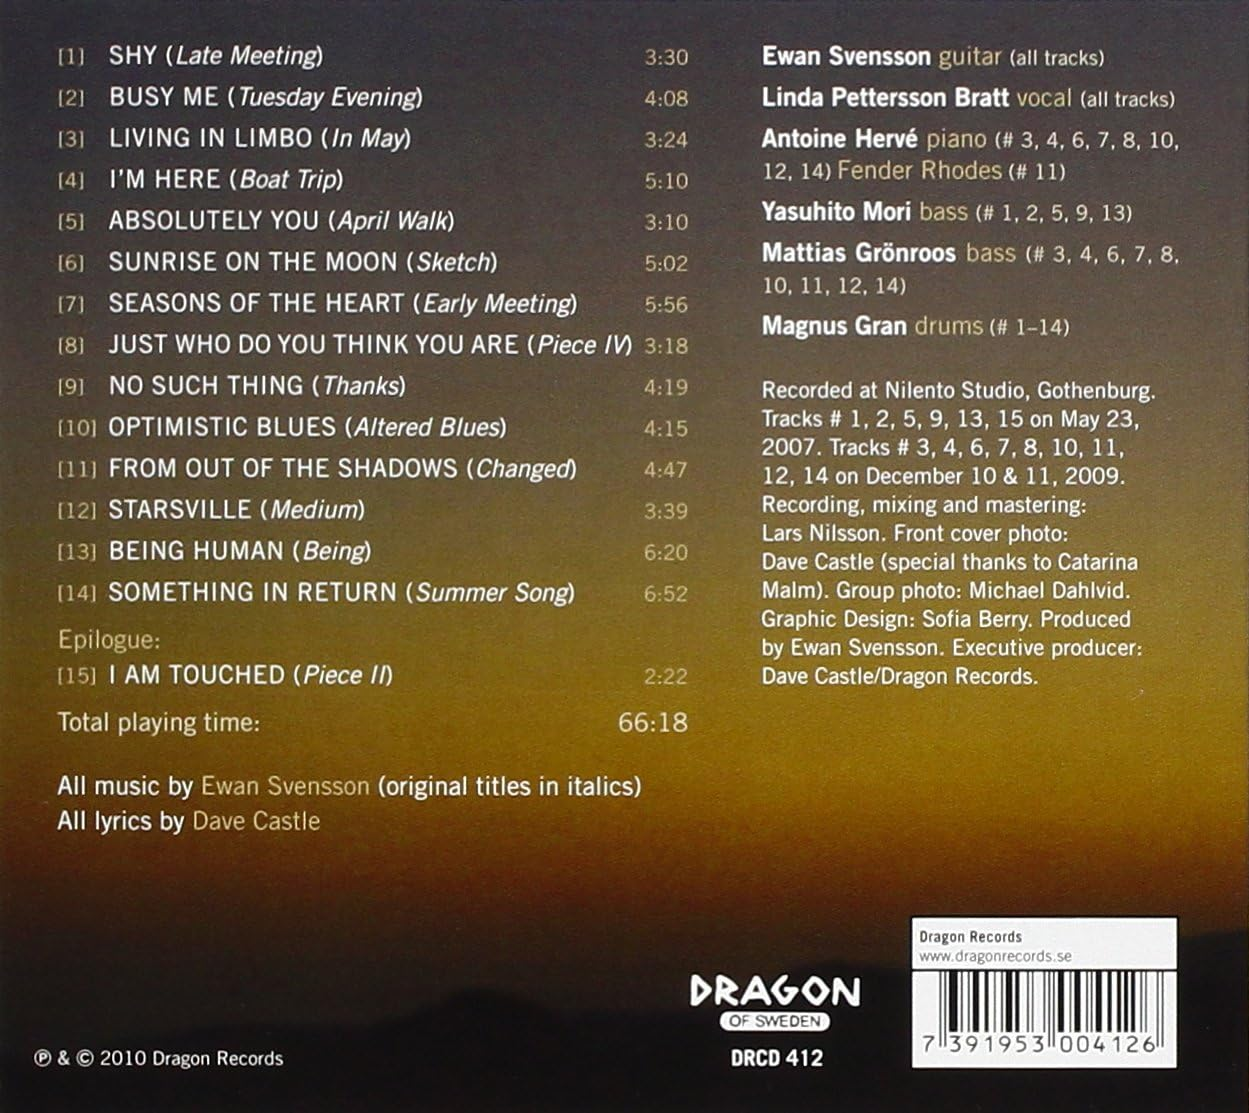 [1] SHY (Late Meeting) 3:30
[2] BUSY ME (Tuesday Evening) 4:08
[3] LIVING IN LIMBO (In May) 3:24
[4] I'M HERE (Boat Trip) 5:10
[5] ABSOLUTELY YOU (April Walk) 3:10
[6] SUNRISE ON THE MOON (Sketch) 5:02
[7] SEASONS OF THE HEART (Early Meeting) 5:56
[8] JUST WHO DO YOU THINK YOU ARE (Piece IV) 3:18
[9] NO SUCH THING (Thanks) 4:19
[10] OPTIMISTIC BLUES (Altered Blues) 4:15
[11] FROM OUT OF THE SHADOWS (Changed) 4:47
[12] STARSVILLE (Medium) 3:39
[13] BEING HUMAN (Being) 6:20
[14] SOMETHING IN RETURN (Summer Song) 6:52
Epilogue:
[15] I AM TOUCHED (Piece II) 2:22
Total playing time: 66:18
All music by Ewan Svensson (original titles in italics)
All lyrics by Dave Castle
Ewan Svensson guitar (all tracks)
Linda Pettersson Bratt vocal (all tracks)
Antoine Hervé piano (# 3, 4, 6, 7, 8, 10,
12, 14) Fender Rhodes (# 11)
Yasuhito Mori bass (# 1, 2, 5, 9, 13)
Mattias Grönroos bass (# 3, 4, 6, 7, 8,
10, 11, 12, 14)
Magnus Gran drums (# 1–14)
Recorded at Nilento Studio, Gothenburg.
Tracks # 1, 2, 5, 9, 13, 15 on May 23,
2007. Tracks # 3, 4, 6, 7, 8, 10, 11,
12, 14 on December 10 & 11, 2009.
Recording, mixing and mastering:
Lars Nilsson. Front cover photo:
Dave Castle (special thanks to Catarina
Malm). Group photo: Michael Dahlvid.
Graphic Design: Sofia Berry. Produced
by Ewan Svensson. Executive producer:
Dave Castle/Dragon Records.
Dragon Records
www.dragonrecords.se
7 391953 004126
DRAGON
OF SWEDEN
DRCD 412
℗ & © 2010 Dragon Records